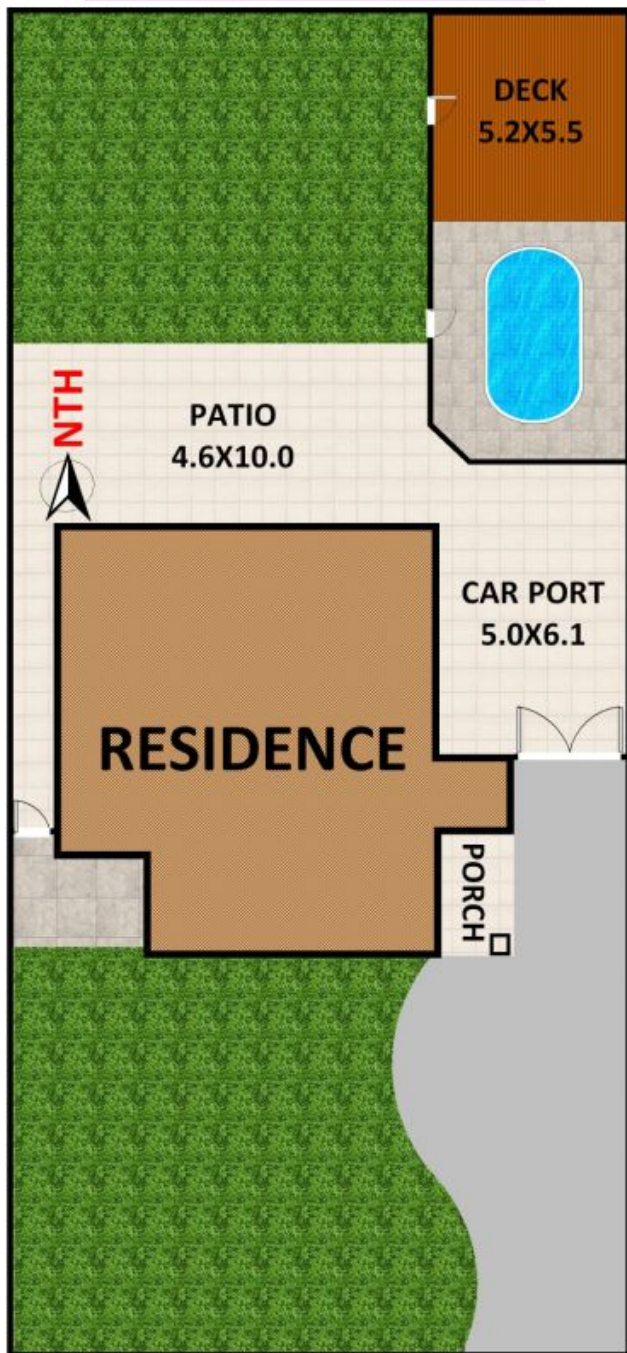 DECK
5.2X5.5
NTH
PATIO
4.6X10.0
CAR PORT
5.0X6.1
RESIDENCE
PORCH